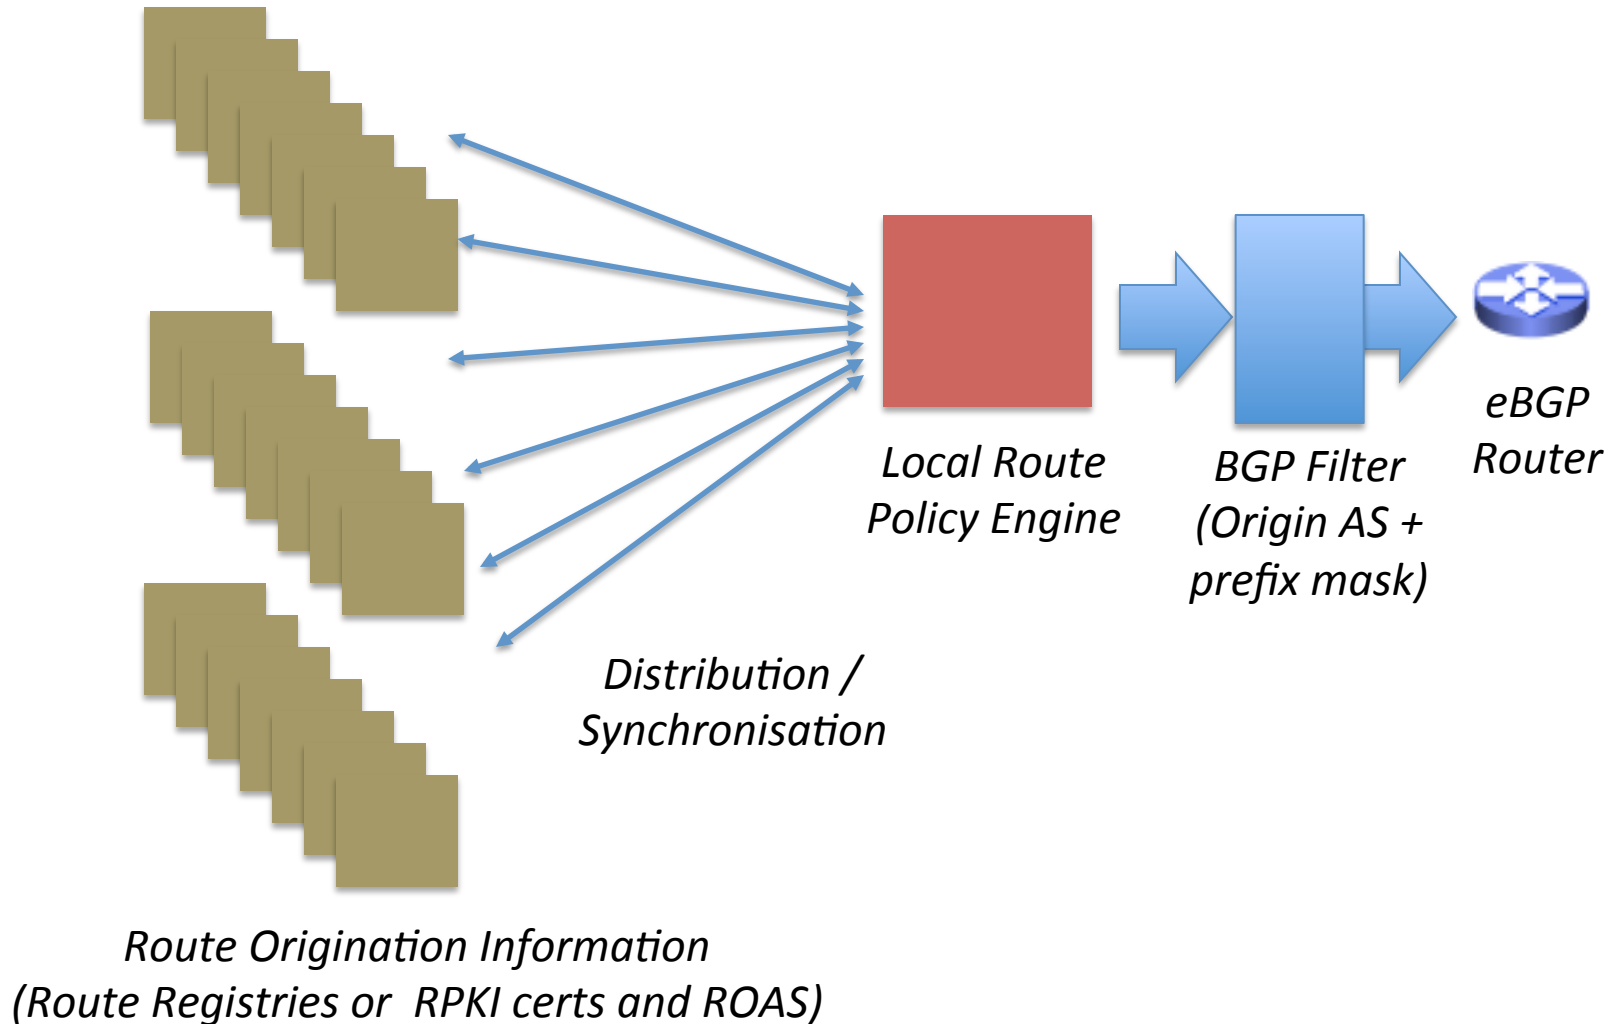 Local Route
Policy Engine
BGP Filter
(Origin AS +
prefix mask)
eBGP
Router
Distribution /
Synchronisation
Route Origination Information
(Route Registries or RPKI certs and ROAS)